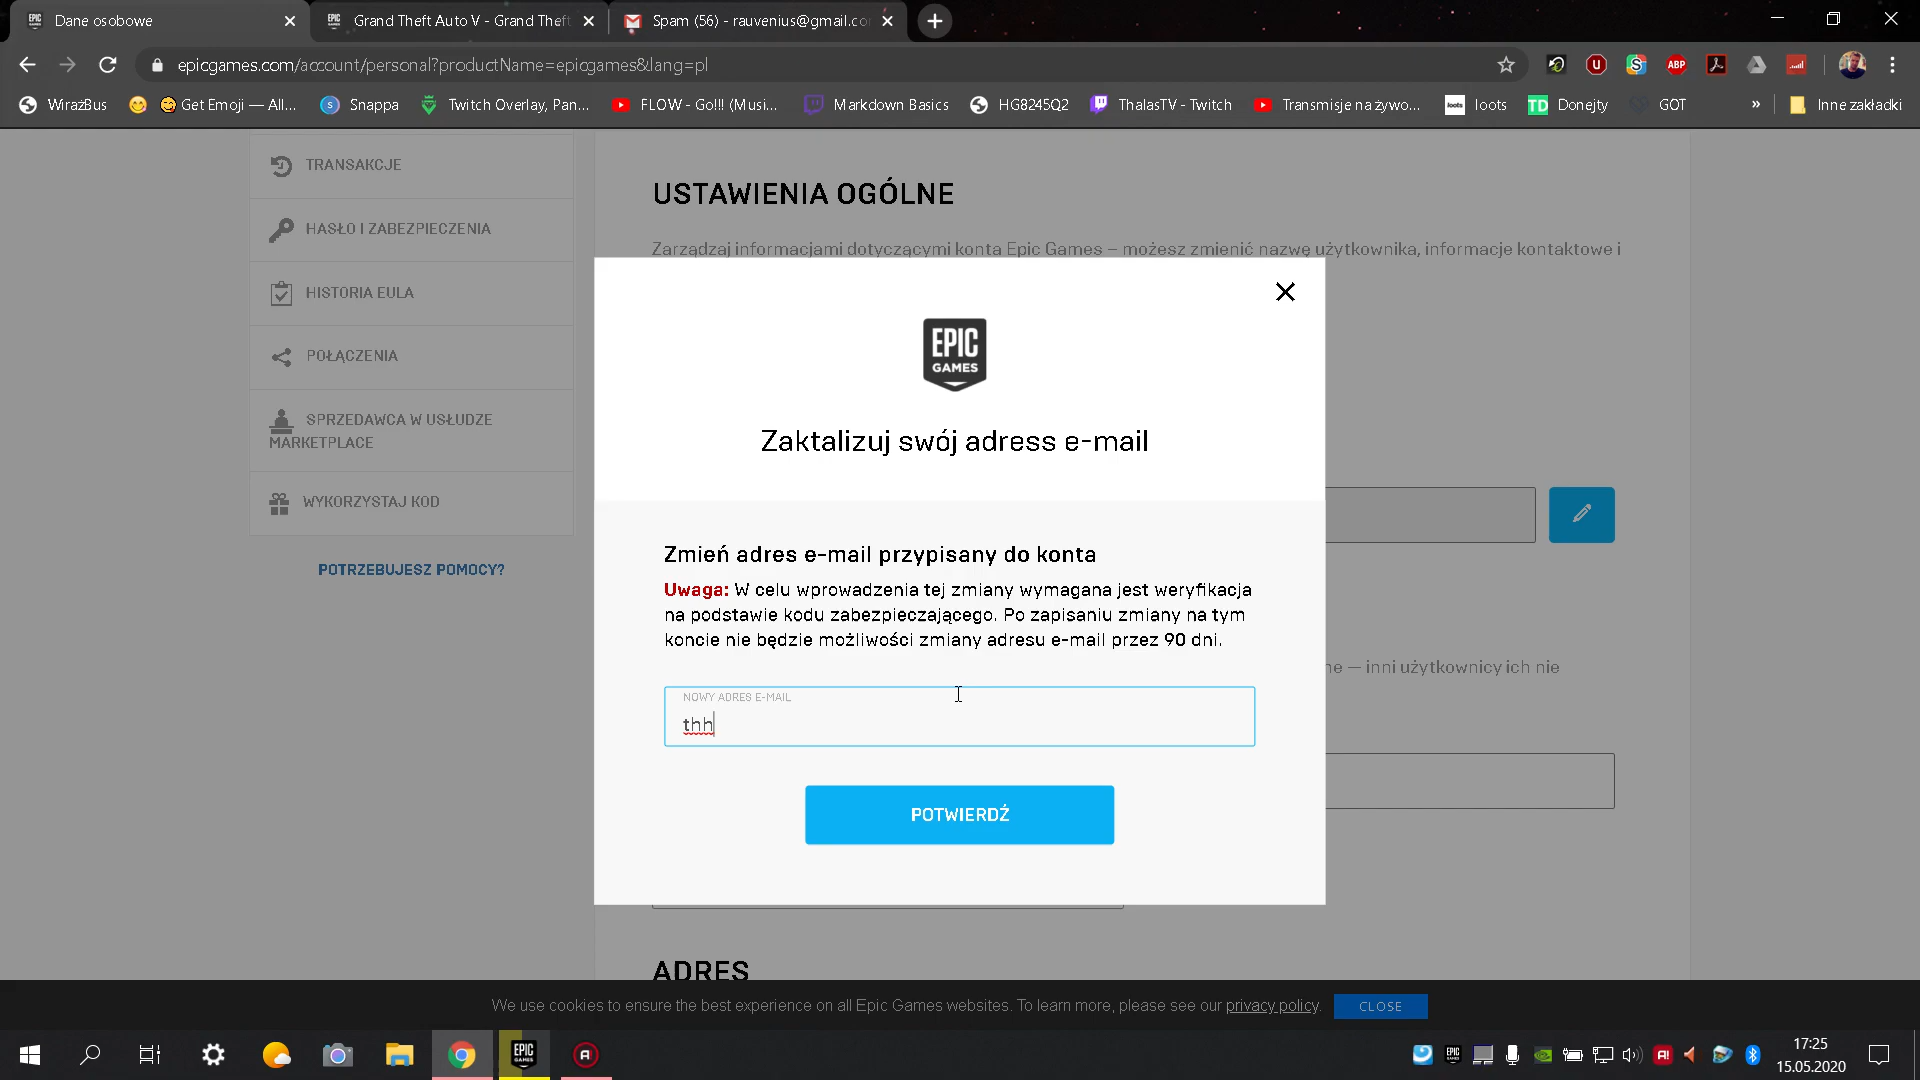 Dane osobowe
Grand Theft Auto V - Grand Theft
Spam (56) - rauvenius@gmail.co
epicgames.com/account/personal?productName=epicgames&lang=pl
ABP
WirażBus
Get Emoji — All...
Snappa
Twitch Overlay, Pan...
FLOW - Go!!! (Musi...
Markdown Basics
HG8245Q2
ThalasTV - Twitch
Transmisje na żywo...
loots
Donejty
GOT
»
Inne zakładki
TRANSAKCJE
HASŁO I ZABEZPIECZENIA
HISTORIA EULA
POŁĄCZENIA
SPRZEDAWCA W USŁUDZE
MARKETPLACE
WYKORZYSTAJ KOD
POTRZEBUJESZ POMOCY?
USTAWIENIA OGÓLNE
Zarządzaj informacjami dotyczącymi konta Epic Games – możesz zmienić nazwę użytkownika, informacje kontaktowe i
EPIC
GAMES
Zaktalizuj swój adress e-mail
Zmień adres e-mail przypisany do konta
Uwaga: W celu wprowadzenia tej zmiany wymagana jest weryfikacja
na podstawie kodu zabezpieczającego. Po zapisaniu zmiany na tym
koncie nie będzie możliwości zmiany adresu e-mail przez 90 dni.
ne — inni użytkownicy ich nie
NOWY ADRES E-MAIL
thh
POTWIERDŹ
ADRES
We use cookies to ensure the best experience on all Epic Games websites. To learn more, please see our privacy policy.
CLOSE
17:25
15.05.2020